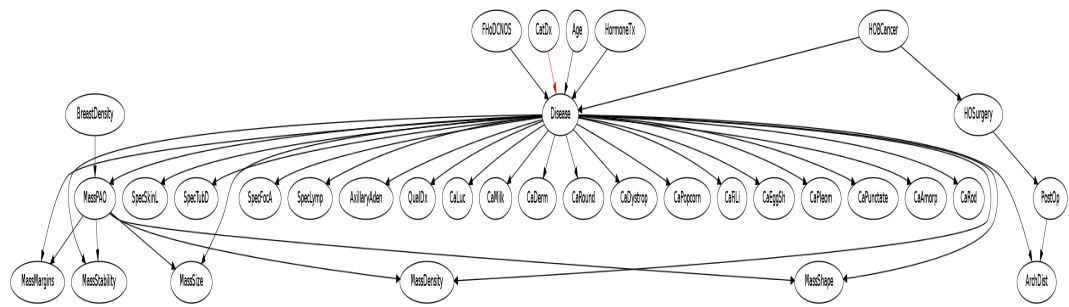 FHoDCNOS CatDx Age HormoneTx HOBCancer
BreastDensity Disease HOSurgery
MassPAO SpecSkinL SpecTubD SpecFocA SpecLymp AxillaryAden QualDx CaLuc CaMilk CaDerm CaRound CaDystrop CaPopcorn CaFiLi CaEggSh CaPleom CaPunctate CaAmorp CaRod PostOp
MassMargins MassStability MassSize MassDensity MassShape ArchDist